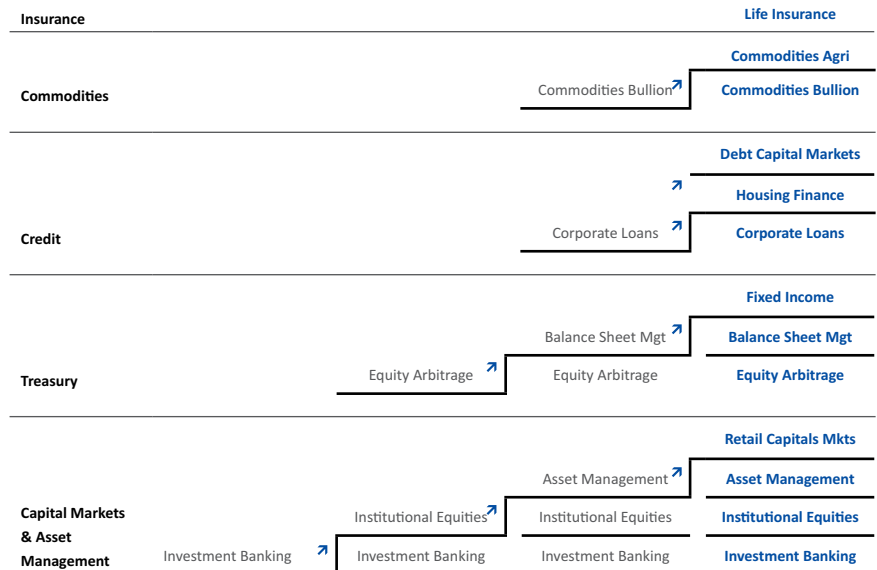 Insurance
Life Insurance
Commodities Agri
Commodities
Commodities Bullion
Commodities Bullion
Debt Capital Markets
Housing Finance
Credit
Corporate Loans
Corporate Loans
Fixed Income
Balance Sheet Mgt
Balance Sheet Mgt
Treasury
Equity Arbitrage
Equity Arbitrage
Equity Arbitrage
Retail Capitals Mkts
Asset Management
Asset Management
Capital Markets
& Asset
Management
Institutional Equities
Institutional Equities
Institutional Equities
Investment Banking
Investment Banking
Investment Banking
Investment Banking